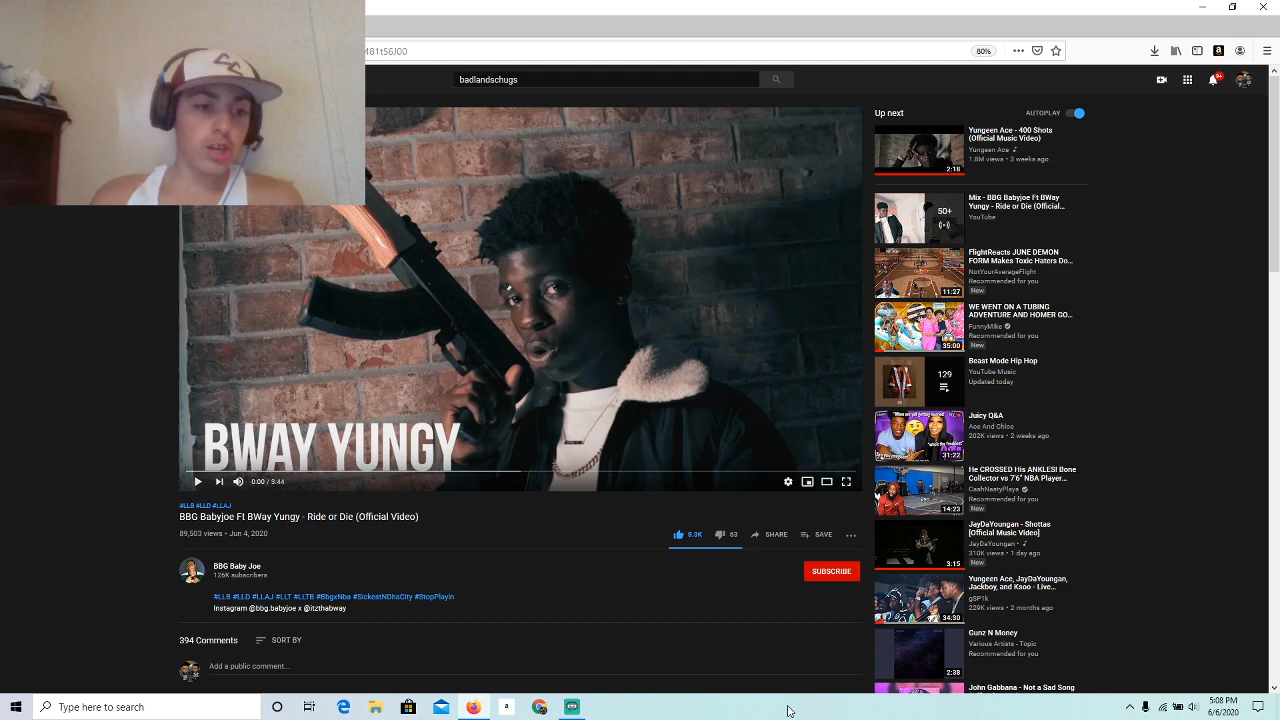 481tS6J00
80%
badlandschugs
9+
BWAY YUNGY
0:00 / 3:44
#LLB #LLD #LLAJ
BBG Babyjoe Ft BWay Yungy - Ride or Die (Official Video)
89,503 views • Jun 4, 2020
8.3K
63
SHARE
SAVE
BBG Baby Joe
126K subscribers
SUBSCRIBE
#LLB #LLD #LLAJ #LLT #LLTB #BbgxNba #SickestNDhaCity #StopPlayin
Instagram @bbg.babyjoe x @itzthabway
394 Comments
SORT BY
Add a public comment...
Up next
AUTOPLAY
Yungeen Ace - 400 Shots
(Official Music Video)
Yungeen Ace
1.8M views • 3 weeks ago
2:18
Mix - BBG Babyjoe Ft BWay
Yungy - Ride or Die (Official...
YouTube
50+
FlightReacts JUNE DEMON
FORM Makes Toxic Haters Do...
NotYourAverageFlight
Recommended for you
New
11:27
WE WENT ON A TUBING
ADVENTURE AND HOMER GO...
FunnyMike
Recommended for you
New
35:00
Beast Mode Hip Hop
YouTube Music
Updated today
129
Juicy Q&A
Ace And Chloe
202K views • 2 weeks ago
31:22
He CROSSED His ANKLES! Bone
Collector vs 7'6" NBA Player...
CashNastyPlays
Recommended for you
New
14:23
JayDaYoungan - Shottas
[Official Music Video]
JayDaYoungan
310K views • 1 day ago
New
3:15
Yungeen Ace, JayDaYoungan,
Jackboy, and Ksoo - Live...
gSP1k
229K views • 2 months ago
34:30
Gunz N Money
Various Artists - Topic
Recommended for you
2:38
John Gabbana - Not a Sad Song
Type here to search
5:08 PM
6/6/2020